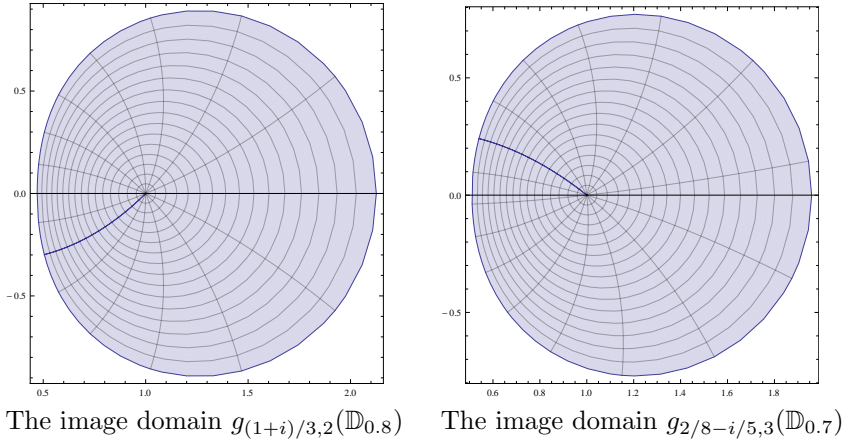 0.5
0.0
−0.5
0.5 1.0 1.5 2.0
0.5
0.0
−0.5
0.6 0.8 1.0 1.2 1.4 1.6 1.8
The image domain g_{(1+i)/3,2}(𝔻_{0.8})
The image domain g_{2/8−i/5,3}(𝔻_{0.7})